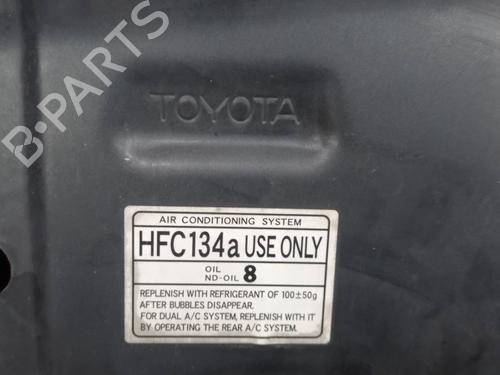 B-PARTS
TOYOTA
AIR CONDITIONING SYSTEM
HFC134a USE ONLY
OIL
ND-OIL 8
REPLENISH WITH REFRIGERANT OF 100±50g
AFTER BUBBLES DISAPPEAR.
FOR DUAL A/C SYSTEM, REPLENISH WITH IT
BY OPERATING THE REAR A/C SYSTEM.